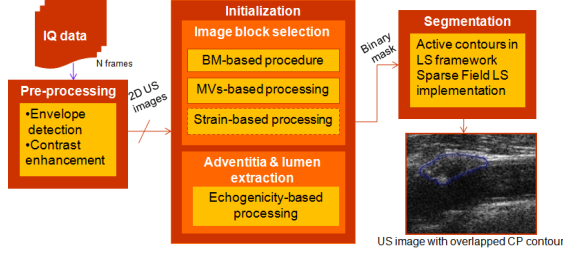 IQ data
N frames
Pre-processing
•Envelope
detection
•Contrast
enhancement
2D US
images
Initialization
Image block selection
BM-based procedure
MVs-based processing
Strain-based processing
Adventitia & lumen
extraction
Echogenicity-based
processing
Binary
mask
Segmentation
Active contours in
LS framework
Sparse Field LS
implementation
US image with overlapped CP contour